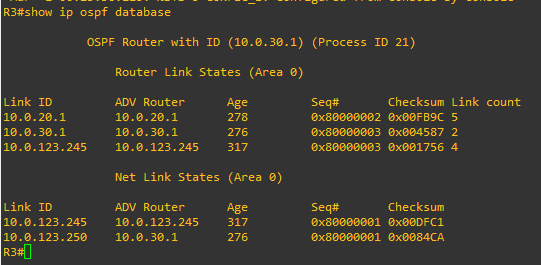 R3#show ip ospf database
OSPF Router with ID (10.0.30.1) (Process ID 21)
Router Link States (Area 0)
Link ID ADV Router Age Seq# Checksum Link count
10.0.20.1 10.0.20.1 278 0x80000002 0x00FB9C 5
10.0.30.1 10.0.30.1 276 0x80000003 0x004587 2
10.0.123.245 10.0.123.245 317 0x80000003 0x001756 4
Net Link States (Area 0)
Link ID ADV Router Age Seq# Checksum
10.0.123.245 10.0.123.245 317 0x80000001 0x00DFC1
10.0.123.250 10.0.30.1 276 0x80000001 0x0084CA
R3#